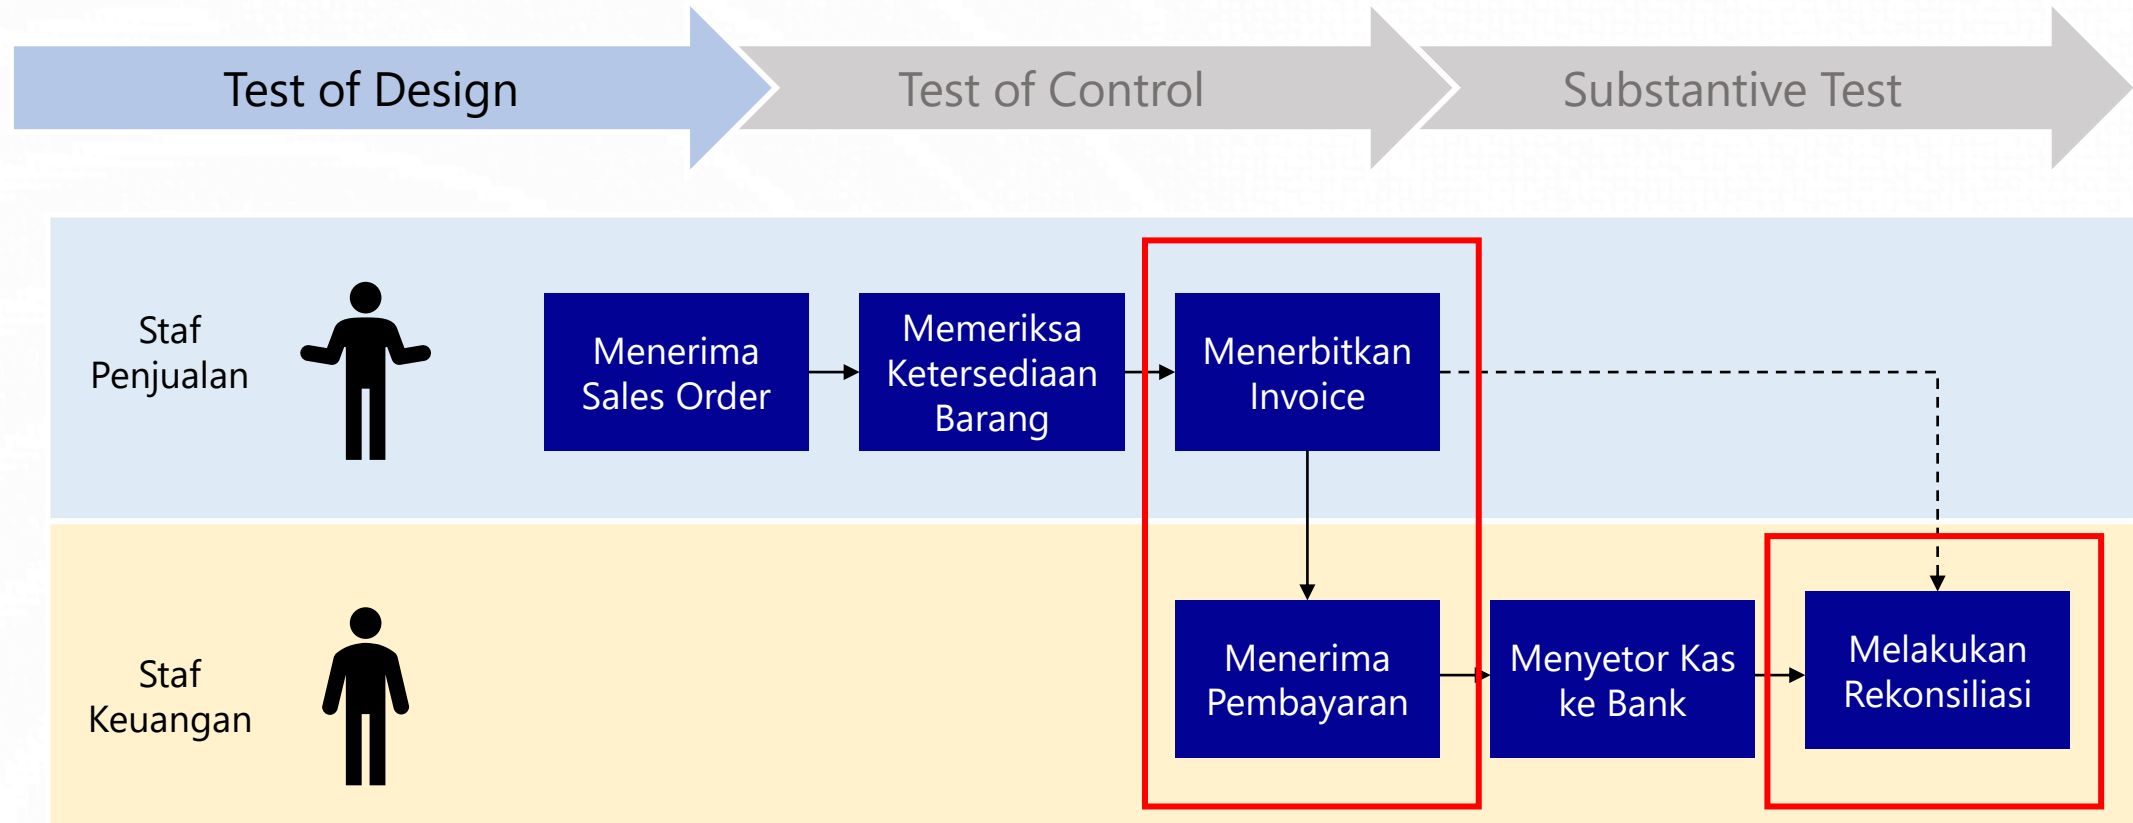 Test of Design
Test of Control
Substantive Test
Staf
Penjualan
Menerima
Sales Order
Memeriksa
Ketersediaan
Barang
Menerbitkan
Invoice
Staf
Keuangan
Menerima
Pembayaran
Menyetor Kas
ke Bank
Melakukan
Rekonsiliasi